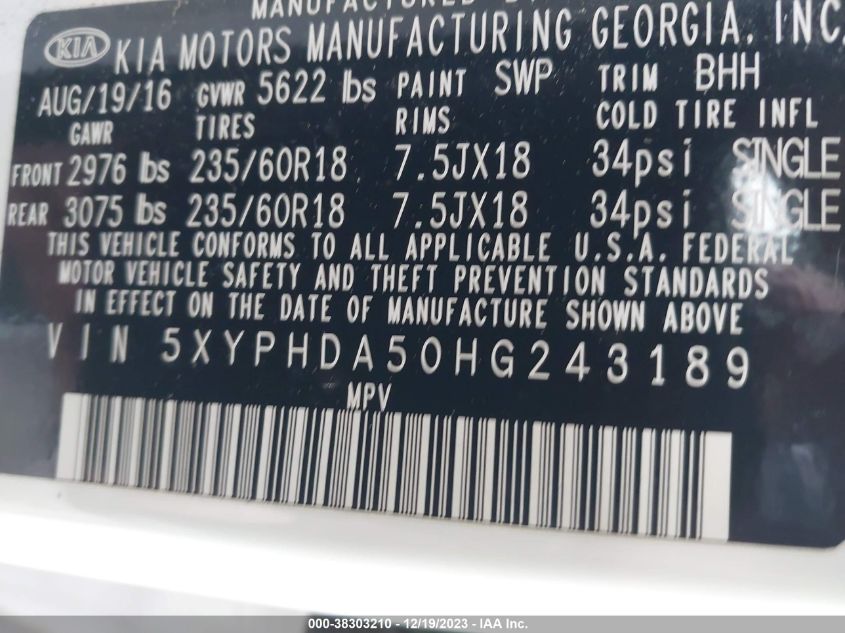 MANUFACTURED BY
KIA KIA MOTORS MANUFACTURING GEORGIA, INC.
AUG/19/16 GVWR 5622 lbs PAINT SWP TRIM BHH
GAWR TIRES RIMS COLD TIRE INFL
FRONT 2976 lbs 235/60R18 7.5JX18 34psi SINGLE
REAR 3075 lbs 235/60R18 7.5JX18 34psi SINGLE
THIS VEHICLE CONFORMS TO ALL APPLICABLE U.S.A. FEDERAL
MOTOR VEHICLE SAFETY AND THEFT PREVENTION STANDARDS
IN EFFECT ON THE DATE OF MANUFACTURE SHOWN ABOVE
VIN 5XYPHDA50HG243189
MPV
000-38303210 - 12/19/2023 - IAA Inc.